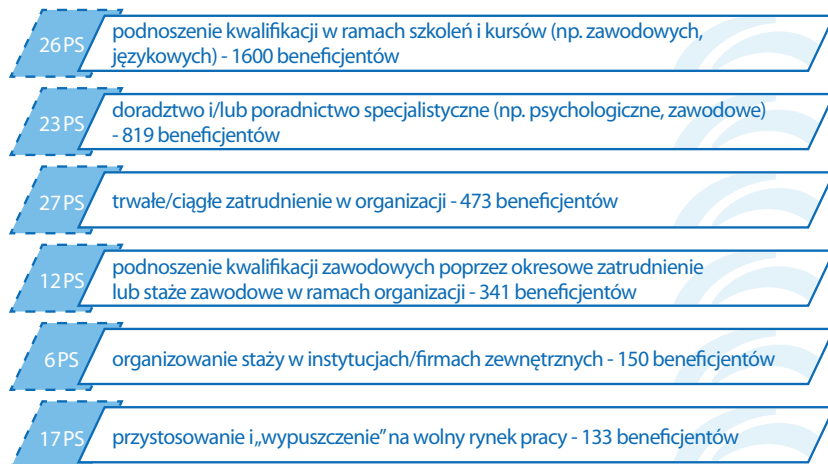 26 PS
podnoszenie kwalifikacji w ramach szkoleń i kursów (np. zawodowych,
językowych) - 1600 beneficjentów
23 PS
doradztwo i/lub poradnictwo specjalistyczne (np. psychologiczne, zawodowe)
- 819 beneficjentów
27 PS
trwałe/ciągłe zatrudnienie w organizacji - 473 beneficjentów
12 PS
podnoszenie kwalifikacji zawodowych poprzez okresowe zatrudnienie
lub staże zawodowe w ramach organizacji - 341 beneficjentów
6 PS
organizowanie staży w instytucjach/firmach zewnętrznych - 150 beneficjentów
17 PS
przystosowanie i „wypuszczenie” na wolny rynek pracy - 133 beneficjentów